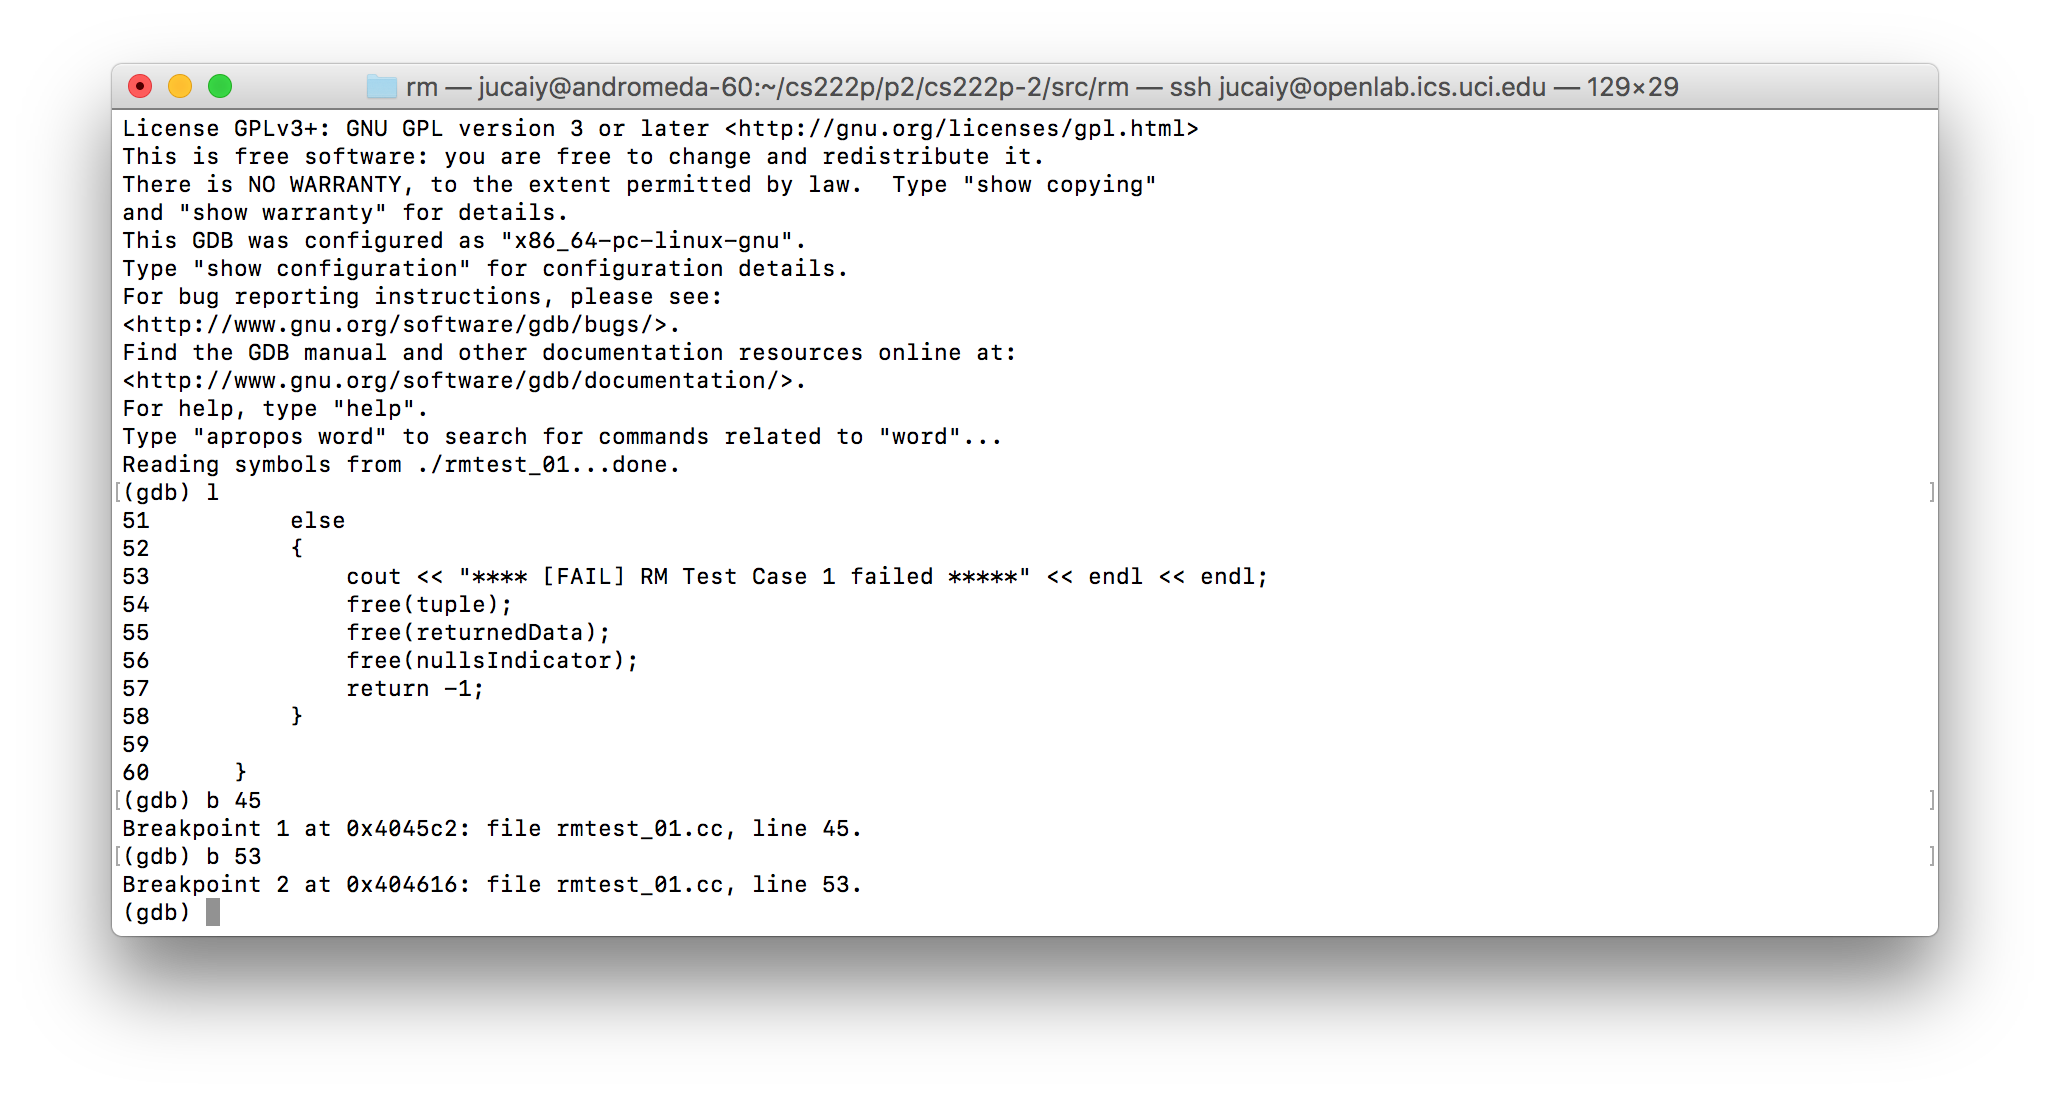 rm — jucaiy@andromeda-60:~/cs222p/p2/cs222p-2/src/rm — ssh jucaiy@openlab.ics.uci.edu — 129×29
License GPLv3+: GNU GPL version 3 or later <http://gnu.org/licenses/gpl.html>
This is free software: you are free to change and redistribute it.
There is NO WARRANTY, to the extent permitted by law.  Type "show copying"
and "show warranty" for details.
This GDB was configured as "x86_64-pc-linux-gnu".
Type "show configuration" for configuration details.
For bug reporting instructions, please see:
<http://www.gnu.org/software/gdb/bugs/>.
Find the GDB manual and other documentation resources online at:
<http://www.gnu.org/software/gdb/documentation/>.
For help, type "help".
Type "apropos word" to search for commands related to "word"...
Reading symbols from ./rmtest_01...done.
[(gdb) l ]
51          else
52          {
53              cout << "**** [FAIL] RM Test Case 1 failed *****" << endl << endl;
54              free(tuple);
55              free(returnedData);
56              free(nullsIndicator);
57              return -1;
58          }
59
60      }
[(gdb) b 45 ]
Breakpoint 1 at 0x4045c2: file rmtest_01.cc, line 45.
[(gdb) b 53 ]
Breakpoint 2 at 0x404616: file rmtest_01.cc, line 53.
(gdb)